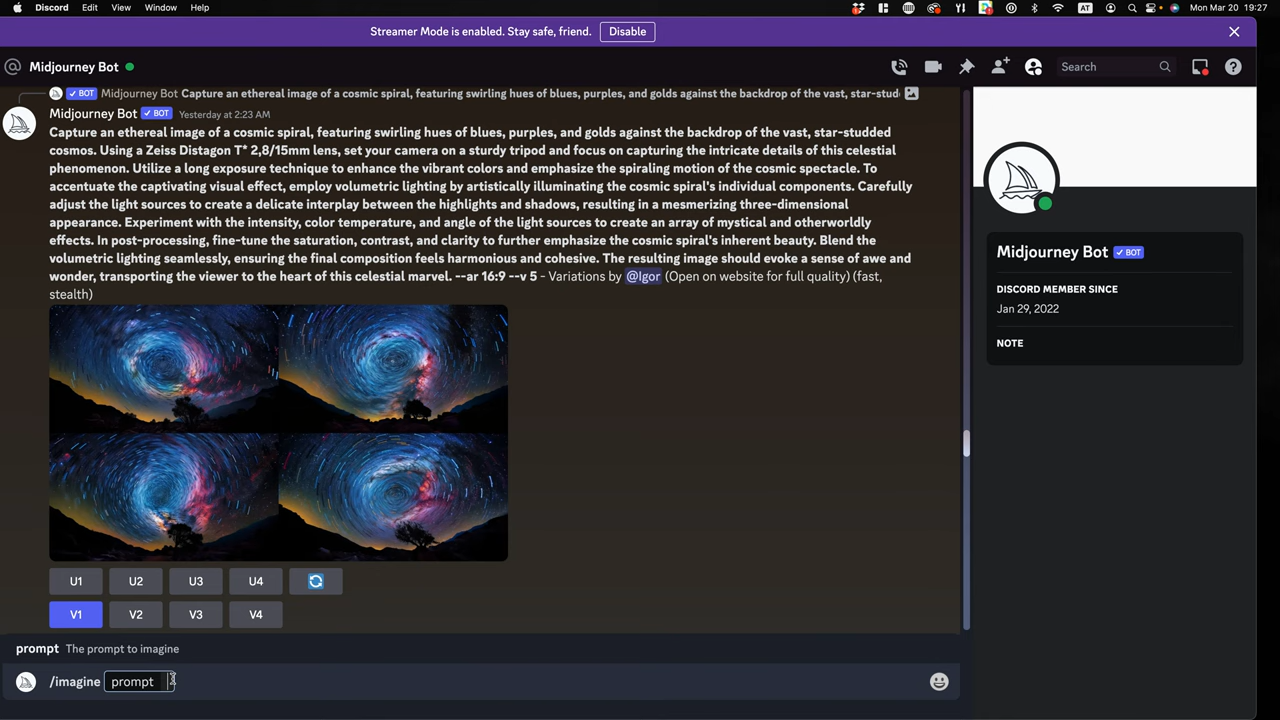 Discord Edit View Window Help AT Mon Mar 20 19:27
Streamer Mode is enabled. Stay safe, friend. Disable
@ Midjourney Bot Search
BOT Midjourney Bot Capture an ethereal image of a cosmic spiral, featuring swirling hues of blues, purples, and golds against the backdrop of the vast, star-stud
Midjourney Bot BOT Yesterday at 2:23 AM
Capture an ethereal image of a cosmic spiral, featuring swirling hues of blues, purples, and golds against the backdrop of the vast, star-studded
cosmos. Using a Zeiss Distagon T* 2,8/15mm lens, set your camera on a sturdy tripod and focus on capturing the intricate details of this celestial
phenomenon. Utilize a long exposure technique to enhance the vibrant colors and emphasize the spiraling motion of the cosmic spectacle. To
accentuate the captivating visual effect, employ volumetric lighting by artistically illuminating the cosmic spiral's individual components. Carefully
adjust the light sources to create a delicate interplay between the highlights and shadows, resulting in a mesmerizing three-dimensional
appearance. Experiment with the intensity, color temperature, and angle of the light sources to create an array of mystical and otherworldly
effects. In post-processing, fine-tune the saturation, contrast, and clarity to further emphasize the cosmic spiral's inherent beauty. Blend the
volumetric lighting seamlessly, ensuring the final composition feels harmonious and cohesive. The resulting image should evoke a sense of awe and
wonder, transporting the viewer to the heart of this celestial marvel. --ar 16:9 --v 5 - Variations by @Igor (Open on website for full quality) (fast,
stealth)
U1 U2 U3 U4
V1 V2 V3 V4
prompt The prompt to imagine
/imagine prompt
Midjourney Bot BOT
DISCORD MEMBER SINCE
Jan 29, 2022
NOTE